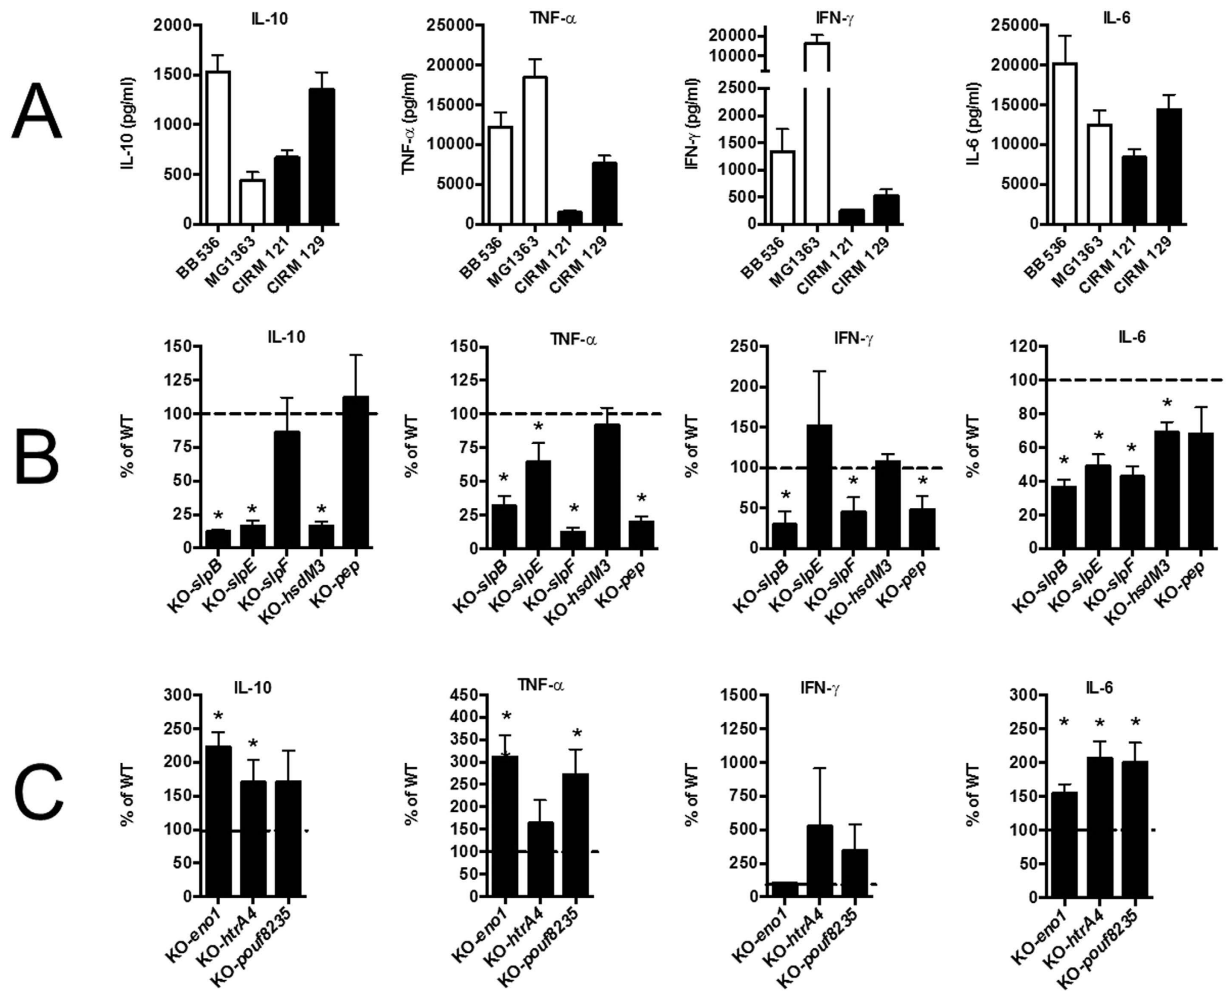 A
IL-10
IL-10 (pg/ml)
2000
1500
1000
500
0
BB536
MG1363
CIRM 121
CIRM 129
TNF-α
TNF-α (pg/ml)
25000
20000
15000
10000
5000
0
BB536
MG1363
CIRM 121
CIRM 129
IFN-γ
IFN-γ (pg/ml)
20000
10000
2500
2000
1500
1000
500
0
BB536
MG1363
CIRM 121
CIRM 129
IL-6
IL-6 (pg/ml)
25000
20000
15000
10000
5000
0
BB536
MG1363
CIRM 121
CIRM 129
B
IL-10
% of WT
150
125
100
75
50
25
0
* * *
KO-slpB
KO-slpE
KO-slpF
KO-hsdM3
KO-pep
TNF-α
% of WT
150
125
100
75
50
25
0
* * * *
KO-slpB
KO-slpE
KO-slpF
KO-hsdM3
KO-pep
IFN-γ
% of WT
250
200
150
100
50
0
* * *
KO-slpB
KO-slpE
KO-slpF
KO-hsdM3
KO-pep
IL-6
% of WT
120
100
80
60
40
20
0
* * * *
KO-slpB
KO-slpE
KO-slpF
KO-hsdM3
KO-pep
C
IL-10
% of WT
300
250
200
150
100
50
0
* *
KO-eno1
KO-htrA4
KO-pouf8235
TNF-α
% of WT
450
400
350
300
250
200
150
100
50
0
* *
KO-eno1
KO-htrA4
KO-pouf8235
IFN-γ
% of WT
1500
1250
1000
750
500
250
0
KO-eno1
KO-htrA4
KO-pouf8235
IL-6
% of WT
300
250
200
150
100
50
0
* * *
KO-eno1
KO-htrA4
KO-pouf8235